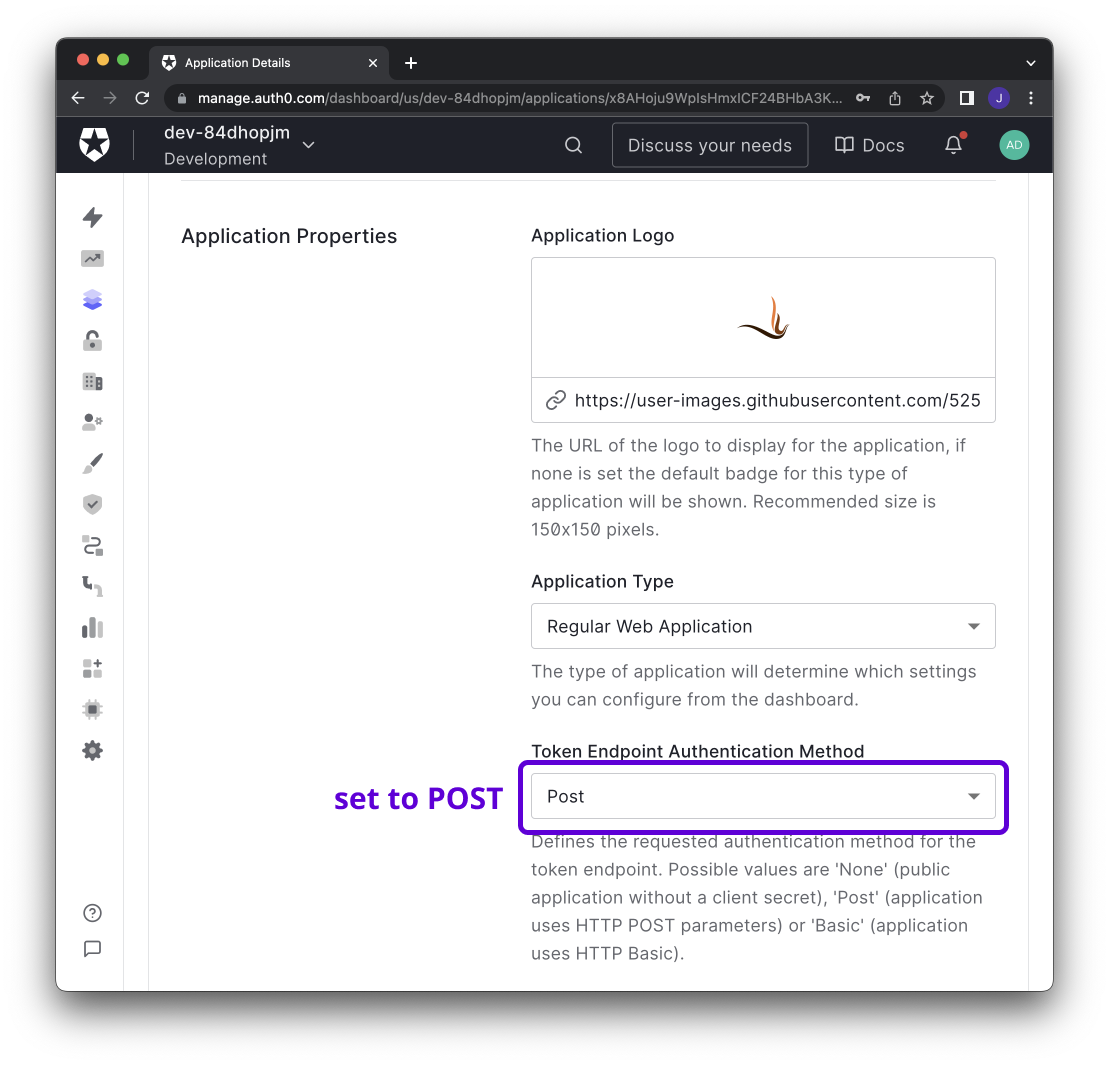 Application Details
manage.auth0.com/dashboard/us/dev-84dhopjm/applications/x8AHoju9WpIsHmxICF24BHbA3K...
J
dev-84dhopjm
Development
Discuss your needs
Docs
AD
Application Properties
Application Logo
https://user-images.githubusercontent.com/525
The URL of the logo to display for the application, if
none is set the default badge for this type of
application will be shown. Recommended size is
150x150 pixels.
Application Type
Regular Web Application
The type of application will determine which settings
you can configure from the dashboard.
Token Endpoint Authentication Method
set to POST
Post
Defines the requested authentication method for the
token endpoint. Possible values are 'None' (public
application without a client secret), 'Post' (application
uses HTTP POST parameters) or 'Basic' (application
uses HTTP Basic).